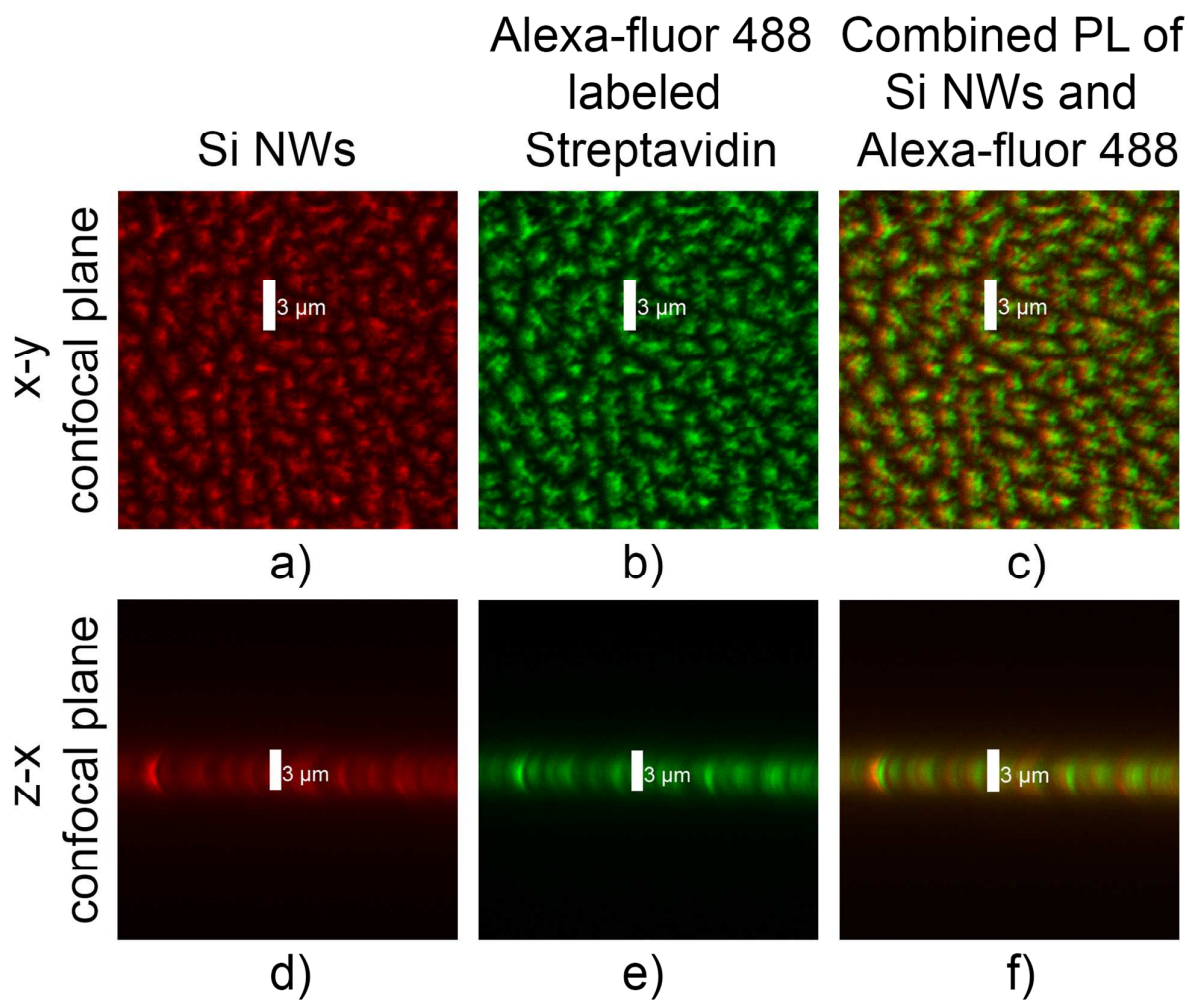 Alexa-fluor 488
labeled
Streptavidin
Combined PL of
Si NWs and
Alexa-fluor 488
Si NWs
x-y
confocal plane
3 µm
3 µm
3 µm
a)
b)
c)
z-x
confocal plane
3 µm
3 µm
3 µm
d)
e)
f)